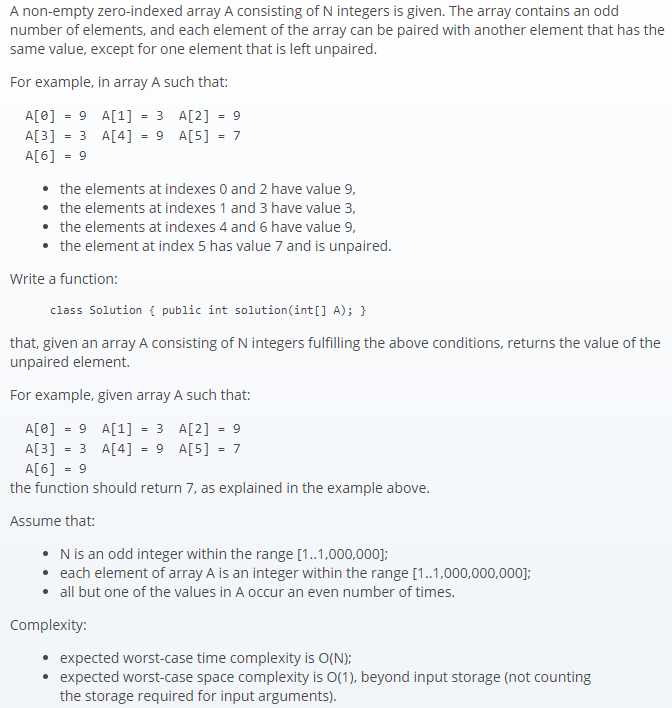 A non-empty zero-indexed array A consisting of N integers is given. The array contains an odd
number of elements, and each element of the array can be paired with another element that has the
same value, except for one element that is left unpaired.
For example, in array A such that:
A[0] = 9 A[1] = 3 A[2] = 9
A[3] = 3 A[4] = 9 A[5] = 7
A[6] = 9
• the elements at indexes 0 and 2 have value 9,
• the elements at indexes 1 and 3 have value 3,
• the elements at indexes 4 and 6 have value 9,
• the element at index 5 has value 7 and is unpaired.
Write a function:
class Solution { public int solution(int[] A); }
that, given an array A consisting of N integers fulfilling the above conditions, returns the value of the
unpaired element.
For example, given array A such that:
A[0] = 9 A[1] = 3 A[2] = 9
A[3] = 3 A[4] = 9 A[5] = 7
A[6] = 9
the function should return 7, as explained in the example above.
Assume that:
• N is an odd integer within the range [1..1,000,000];
• each element of array A is an integer within the range [1..1,000,000,000];
• all but one of the values in A occur an even number of times.
Complexity:
• expected worst-case time complexity is O(N);
• expected worst-case space complexity is O(1), beyond input storage (not counting
the storage required for input arguments).